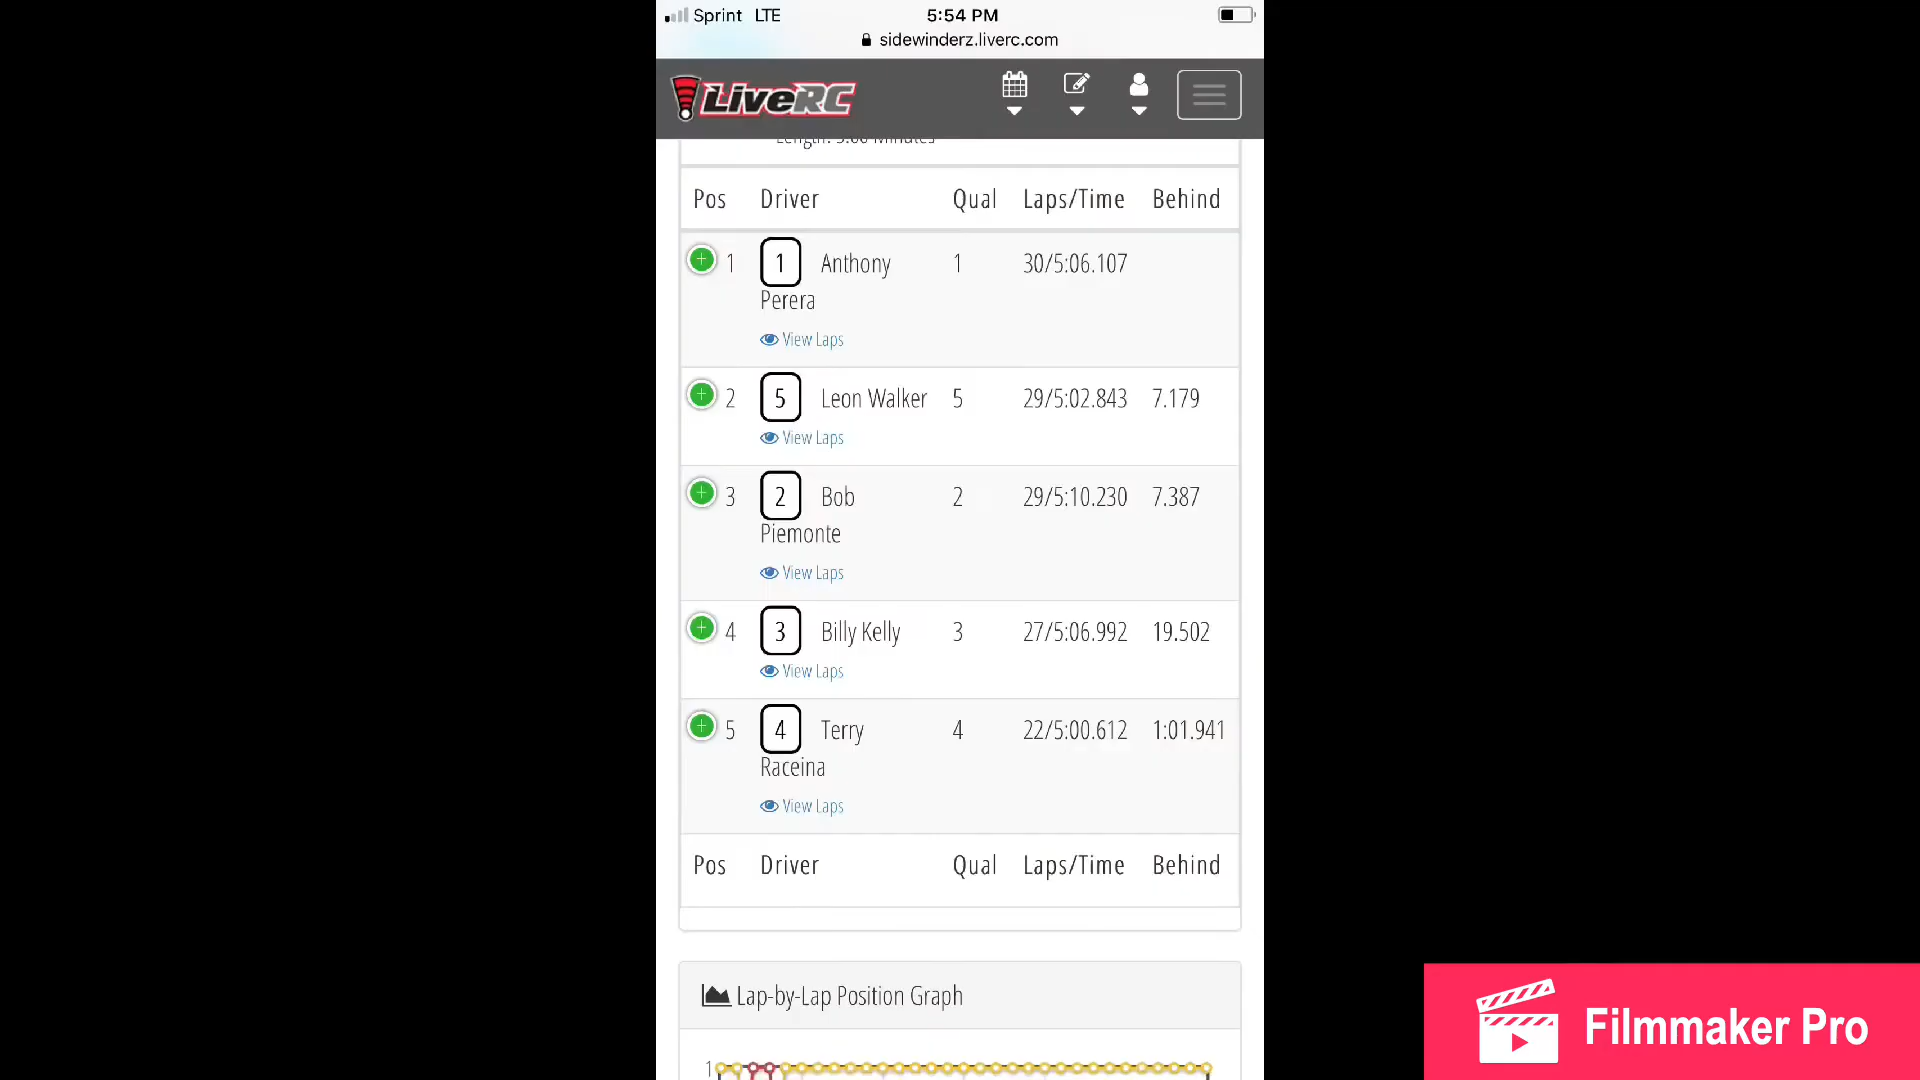 Sprint LTE 5:54 PM
sidewinderz.liverc.com
LiveRC
Length: 5:00 Minutes
Pos Driver Qual Laps/Time Behind
1 1 Anthony 1 30/5:06.107
Perera
View Laps
2 5 Leon Walker 5 29/5:02.843 7.179
View Laps
3 2 Bob 2 29/5:10.230 7.387
Piemonte
View Laps
4 3 Billy Kelly 3 27/5:06.992 19.502
View Laps
5 4 Terry 4 22/5:00.612 1:01.941
Raceina
View Laps
Pos Driver Qual Laps/Time Behind
Lap-by-Lap Position Graph
1
Filmmaker Pro